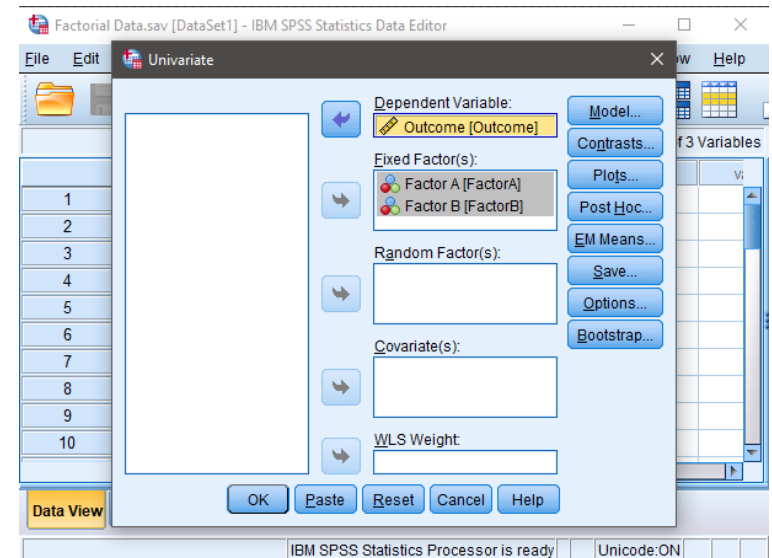 Factorial Data.sav [DataSet1] - IBM SPSS Statistics Data Editor
File Edit Help
Univariate
Dependent Variable:
Outcome [Outcome]
Fixed Factor(s):
Factor A [FactorA]
Factor B [FactorB]
Random Factor(s):
Covariate(s):
WLS Weight:
Model...
Contrasts...
Plots...
Post Hoc...
EM Means...
Save...
Options...
Bootstrap...
OK Paste Reset Cancel Help
f 3 Variables
1
2
3
4
5
6
7
8
9
10
Data View
IBM SPSS Statistics Processor is ready Unicode:ON